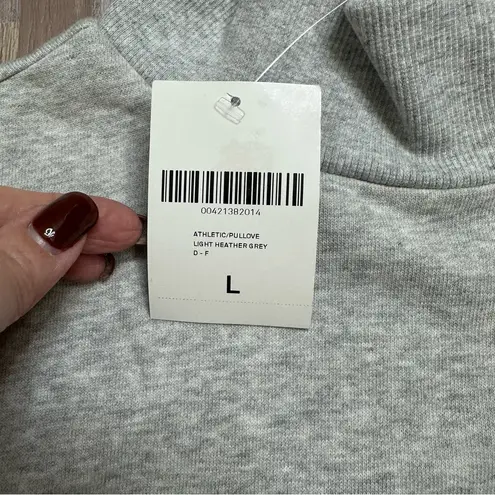 00421382014
ATHLETIC/PULLOVE
LIGHT HEATHER GREY
D - F
L